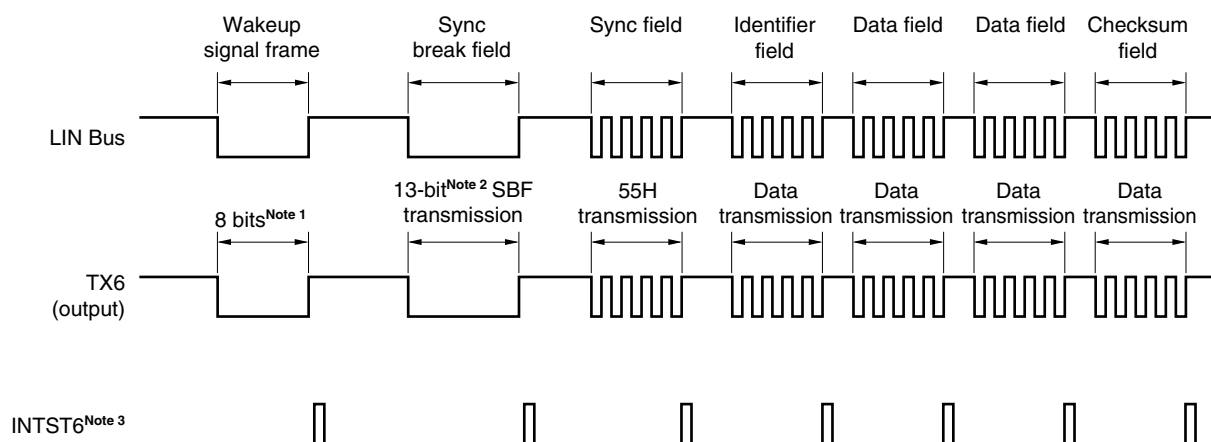 Wakeup
signal frame
Sync
break field
Sync field
Identifier
field
Data field
Data field
Checksum
field
LIN Bus
8 bitsNote 1
13-bitNote 2 SBF
transmission
55H
transmission
Data
transmission
Data
transmission
Data
transmission
Data
transmission
TX6
(output)
INTST6Note 3